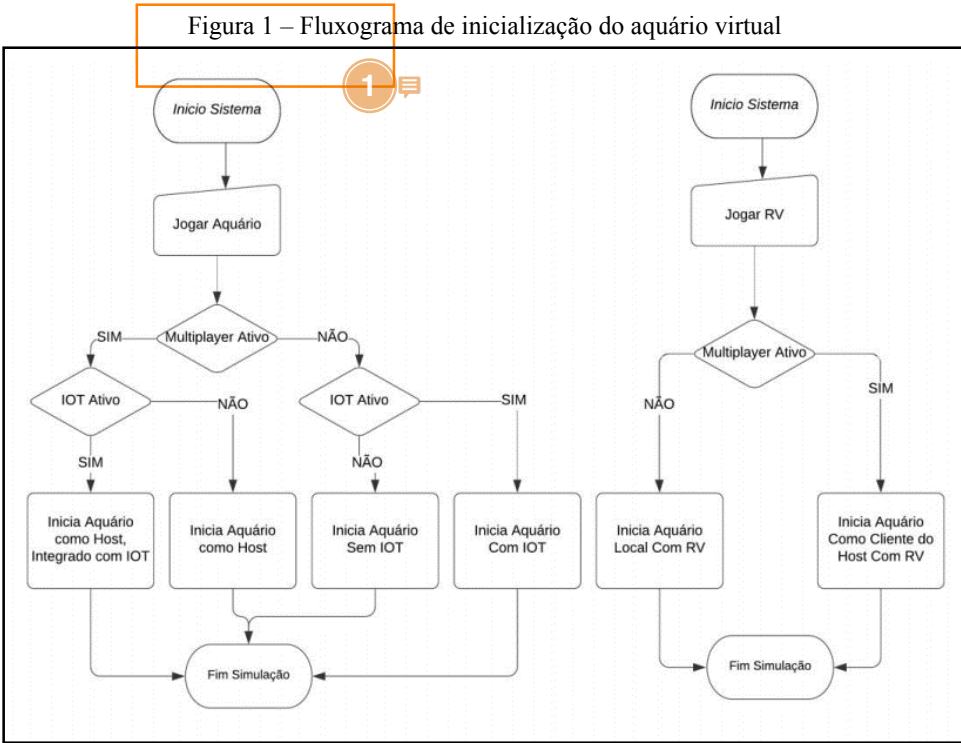 Figura 1 – Fluxograma de inicialização do aquário virtual
1
Inicio Sistema
Jogar Aquário
Multiplayer Ativo
SIM
NÃO
IOT Ativo
NÃO
SIM
IOT Ativo
SIM
NÃO
Inicia Aquário
como Host,
Integrado com IOT
Inicia Aquário
como Host
Inicia Aquário
Sem IOT
Inicia Aquário
Com IOT
Fim Simulação
Inicio Sistema
Jogar RV
Multiplayer Ativo
NÃO
SIM
Inicia Aquário
Local Com RV
Inicia Aquário
Como Cliente do
Host Com RV
Fim Simulação